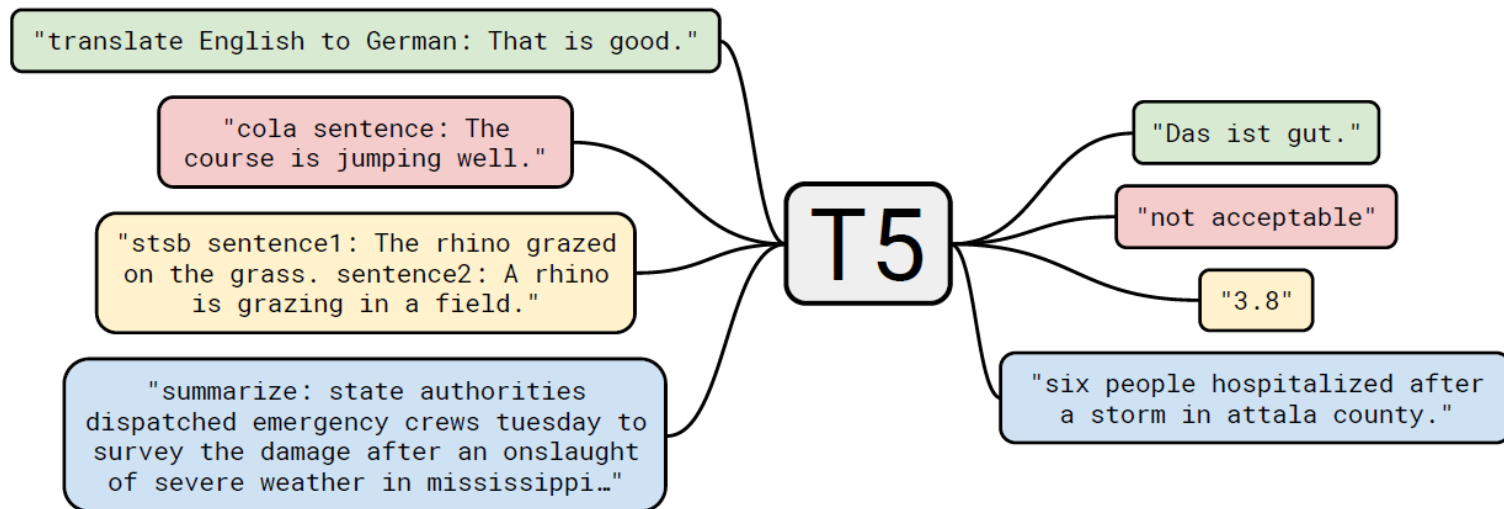 "translate English to German: That is good."
"cola sentence: The
course is jumping well."
"stsb sentence1: The rhino grazed
on the grass. sentence2: A rhino
is grazing in a field."
"summarize: state authorities
dispatched emergency crews tuesday to
survey the damage after an onslaught
of severe weather in mississippi…"
T5
"Das ist gut."
"not acceptable"
"3.8"
"six people hospitalized after
a storm in attala county."